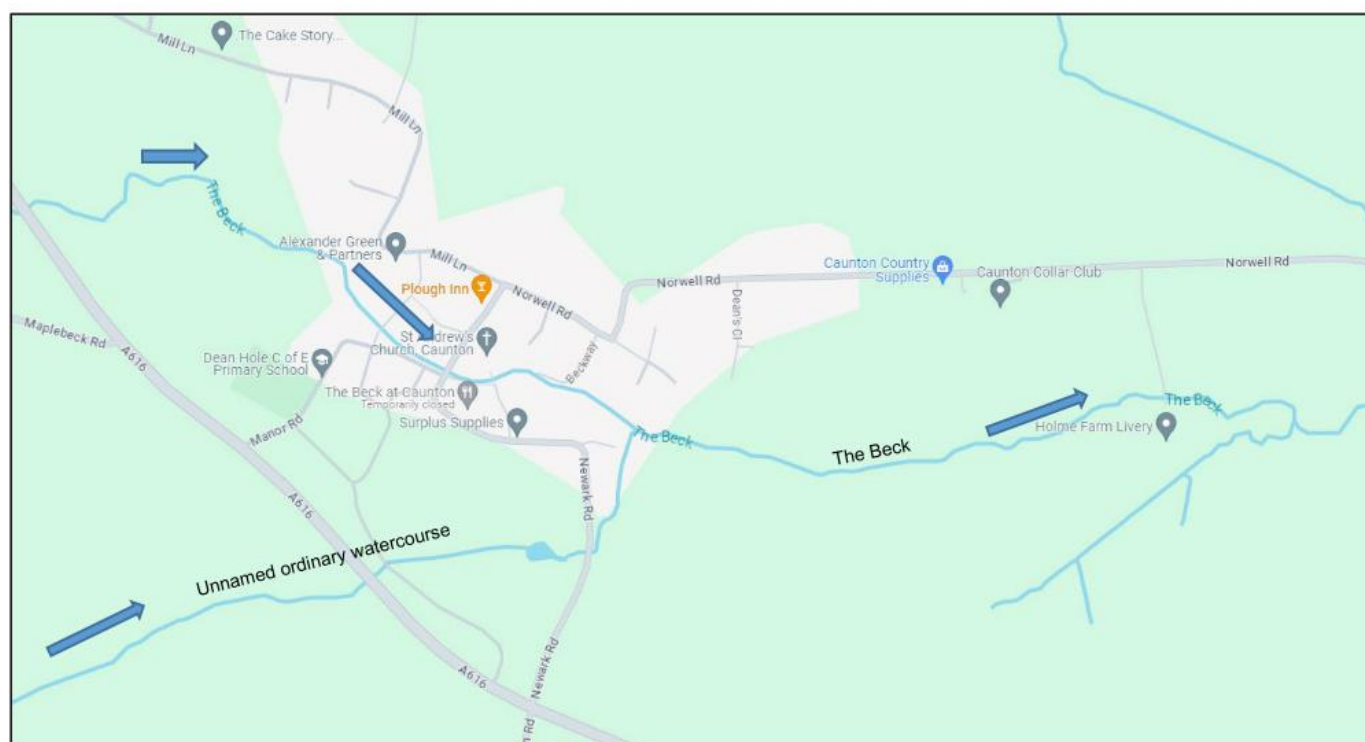 The Cake Story...
Mill Ln
Mill Ln
The Beck
Alexander Green
& Partners
Mill Ln
Plough Inn
Norwell Rd
Norwell Rd
Caunton Country
Supplies
Caunton Collar Club
Norwell Rd
Dean's Cl
Maplebeck Rd
A616
St Andrew's
Church, Caunton
Beckway
Dean Hole C of E
Primary School
The Beck at Caunton
Temporarily closed
Surplus Supplies
Manor Rd
The Beck
The Beck
The Beck
Holme Farm Livery
Newark Rd
A616
Unnamed ordinary watercourse
A616
Newark Rd
Rd